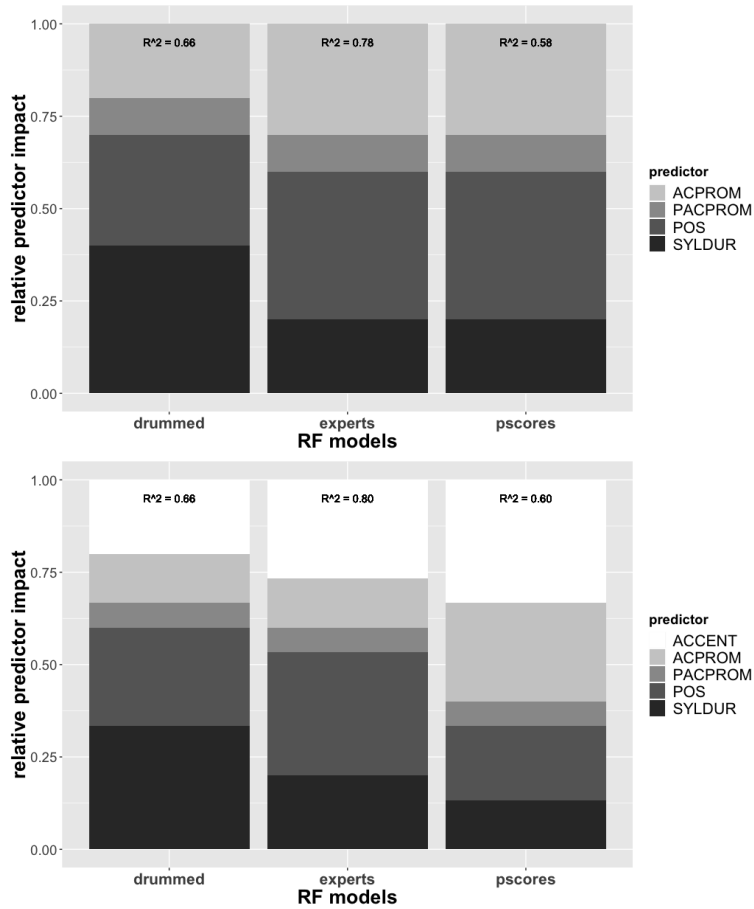 1.00
0.75
0.50
0.25
0.00
relative predictor impact
R^2 = 0.66
R^2 = 0.78
R^2 = 0.58
drummed
experts
pscores
RF models
predictor
ACPROM
PACPROM
POS
SYLDUR
1.00
0.75
0.50
0.25
0.00
relative predictor impact
R^2 = 0.66
R^2 = 0.80
R^2 = 0.60
drummed
experts
pscores
RF models
predictor
ACCENT
ACPROM
PACPROM
POS
SYLDUR